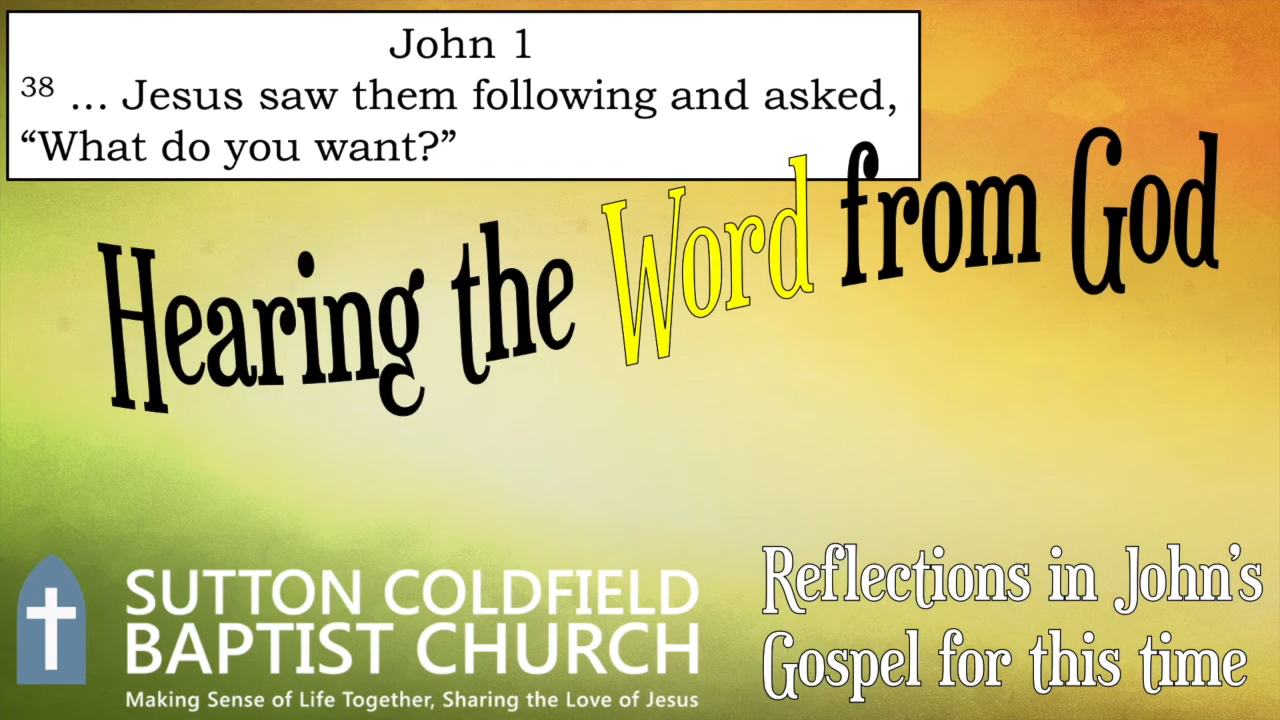 John 1
38 ... Jesus saw them following and asked,
“What do you want?”
Hearing the Word from God
SUTTON COLDFIELD
BAPTIST CHURCH
Making Sense of Life Together, Sharing the Love of Jesus
Reflections in John’s
Gospel for this time